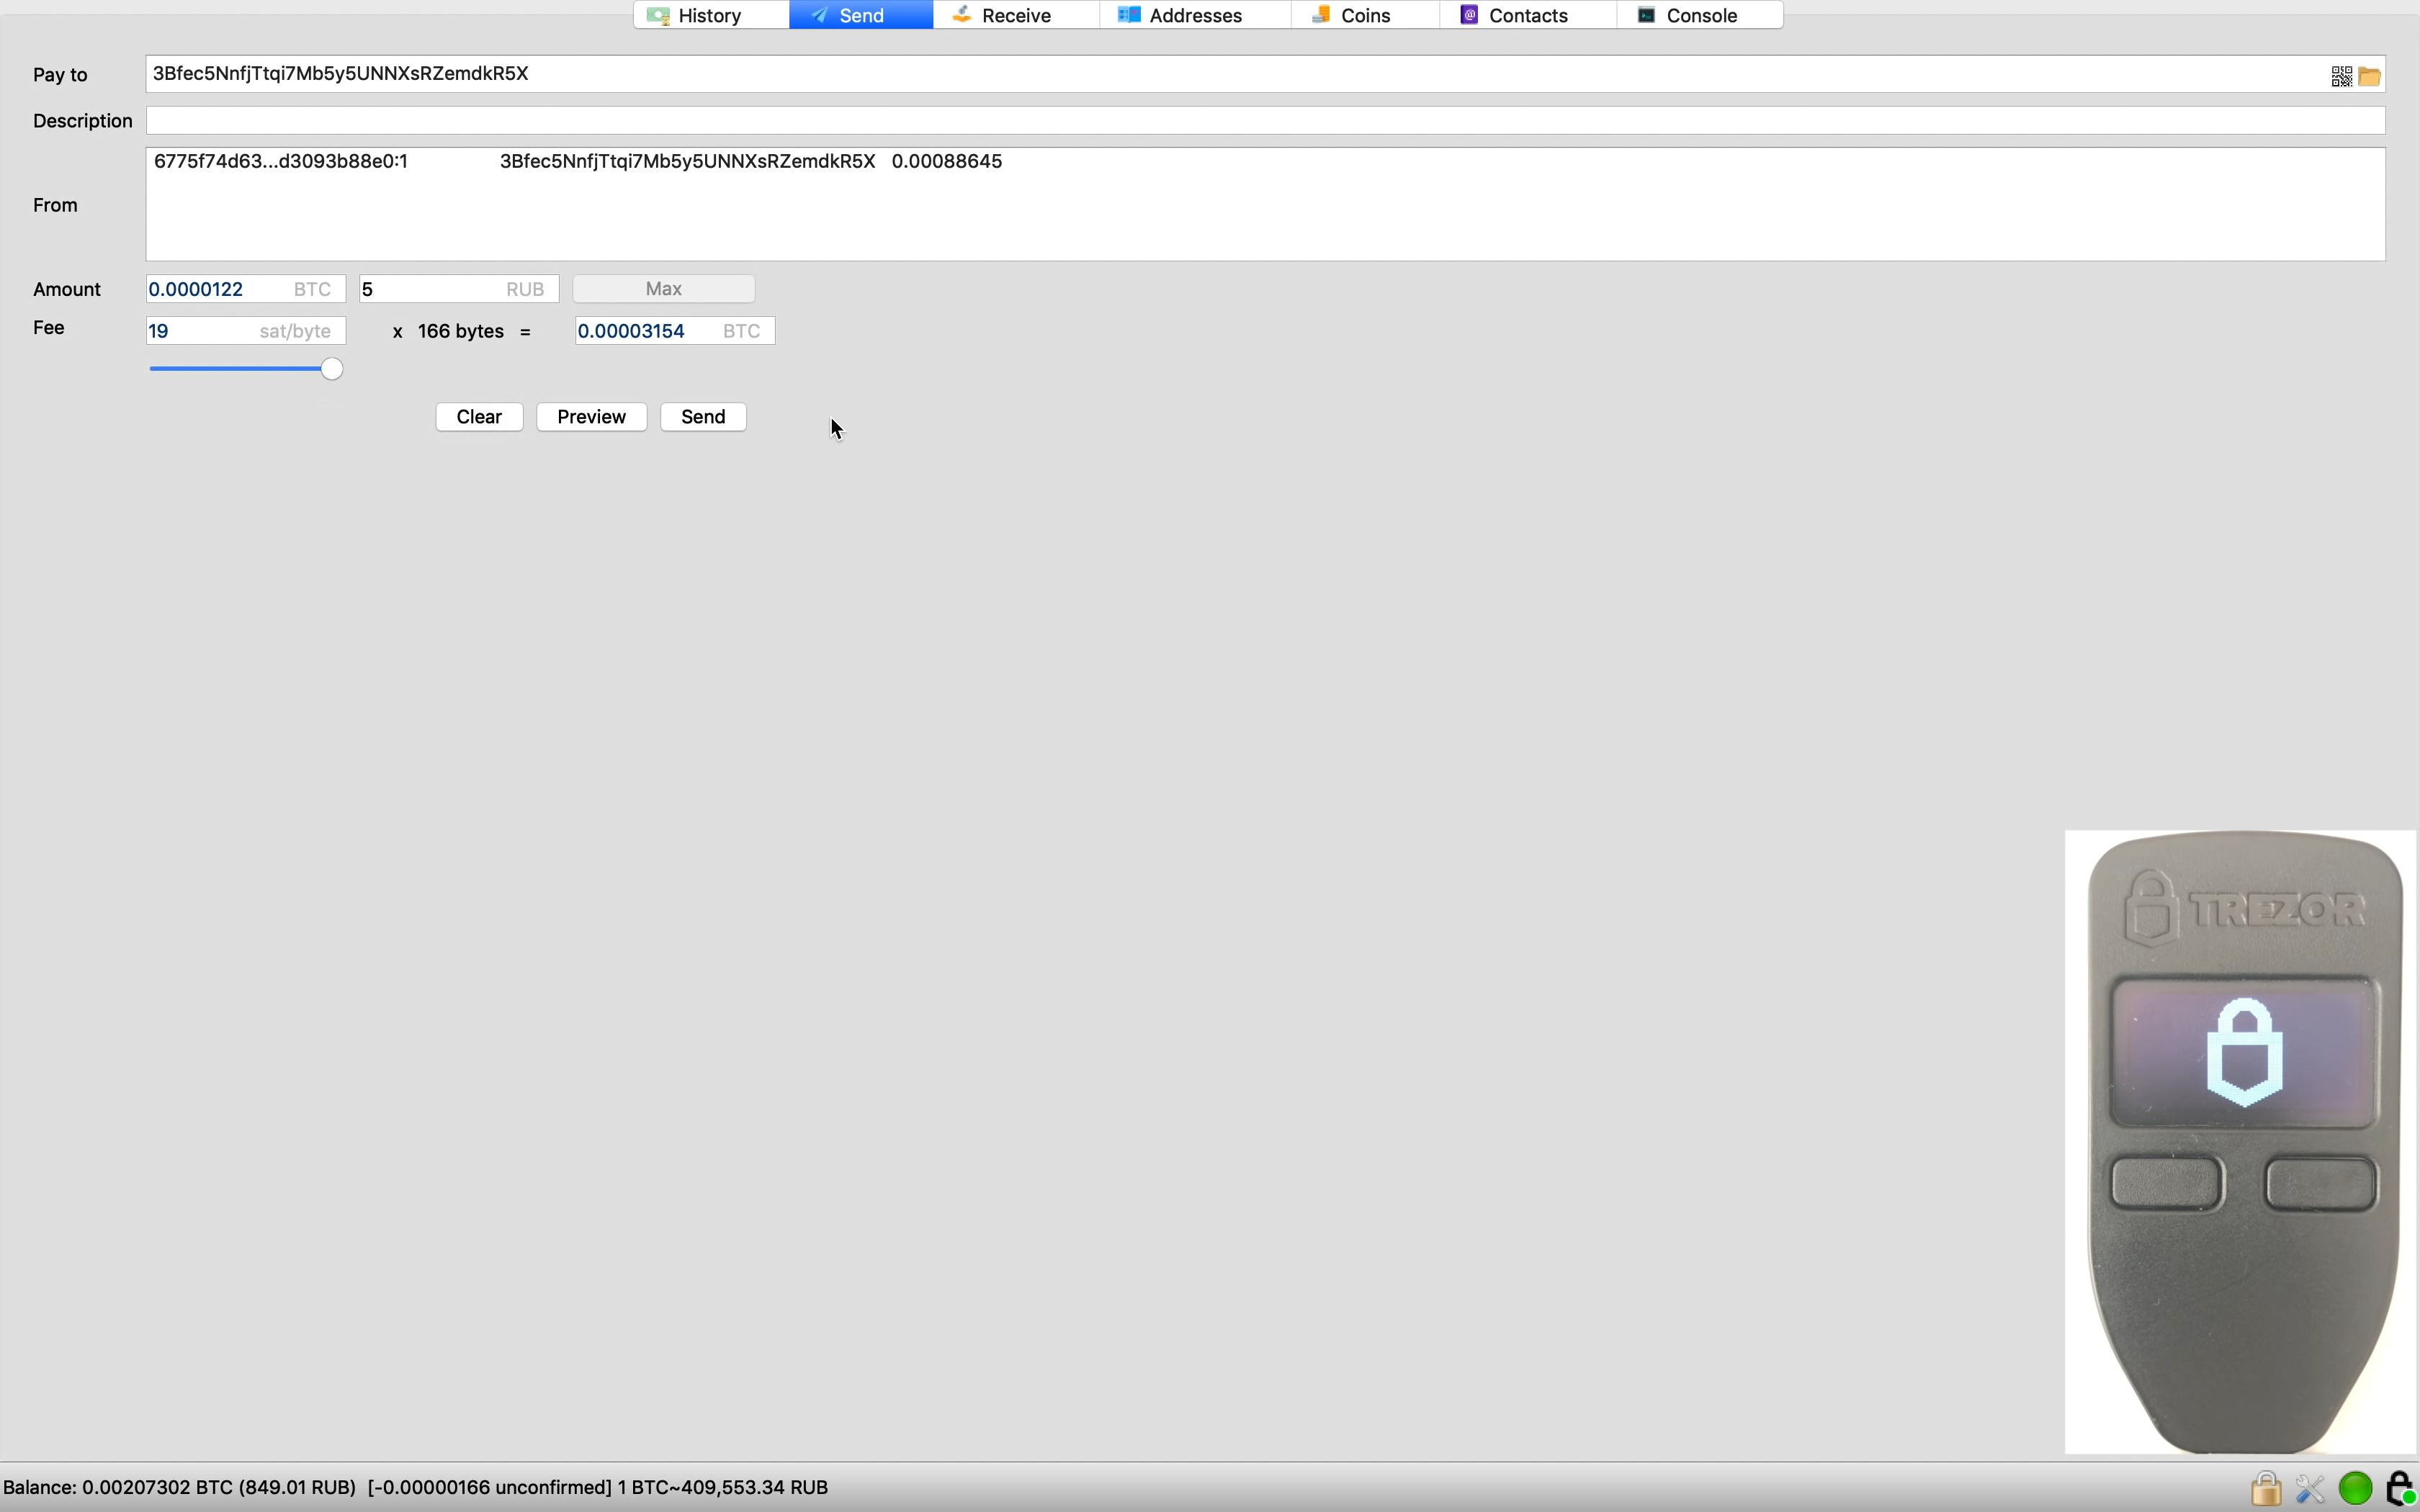 History Send Receive Addresses Coins Contacts Console
Pay to 3Bfec5NnfjTtqi7Mb5y5UNNXsRZemdkR5X
Description
From 6775f74d63...d3093b88e0:1 3Bfec5NnfjTtqi7Mb5y5UNNXsRZemdkR5X 0.00088645
Amount 0.0000122 BTC 5 RUB Max
Fee 19 sat/byte x 166 bytes = 0.00003154 BTC
Clear Preview Send
TREZOR
Balance: 0.00207302 BTC (849.01 RUB) [-0.00000166 unconfirmed] 1 BTC~409,553.34 RUB